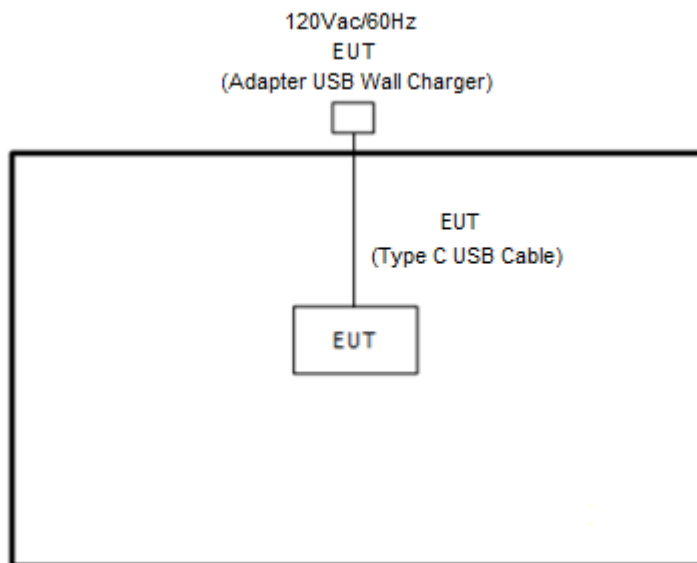 120Vac/60Hz
EUT
(Adapter USB Wall Charger)
EUT
(Type C USB Cable)
EUT